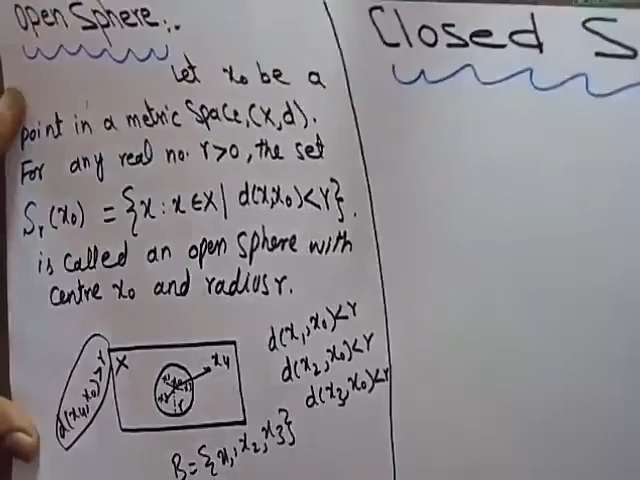 Open Sphere:.
Let x₀ be a
point in a metric Space, (X, d).
For any real no. r>0, the set
Sᵣ(x₀) = {x : x ∈ X | d(x,x₀)<r}.
is called an open sphere with
centre x₀ and radius r.
d(x₁,x₀)<r
d(x₂,x₀)<r
d(x₃,x₀)<r
d(x₄,x₀)>r
X
x₄
r
B = {x₁, x₂, x₃}
Closed S